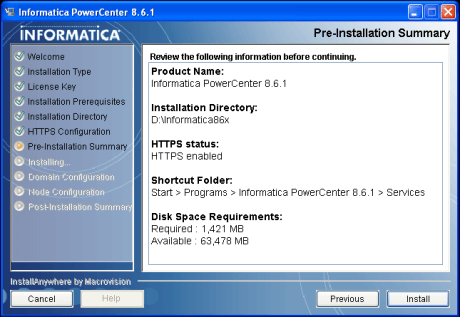 Informatica PowerCenter 8.6.1
INFORMATICA®
Pre-Installation Summary
Welcome
Installation Type
License Key
Installation Prerequisites
Installation Directory
HTTPS Configuration
Pre-Installation Summary
Installing...
Domain Configuration
Node Configuration
Post-Installation Summary
Review the following information before continuing.
Product Name:
Informatica PowerCenter 8.6.1
Installation Directory:
D:\Informatica86x
HTTPS status:
HTTPS enabled
Shortcut Folder:
Start > Programs > Informatica PowerCenter 8.6.1 > Services
Disk Space Requirements:
Required : 1,421 MB
Available : 63,478 MB
InstallAnywhere by Macrovision
Cancel
Help
Previous
Install